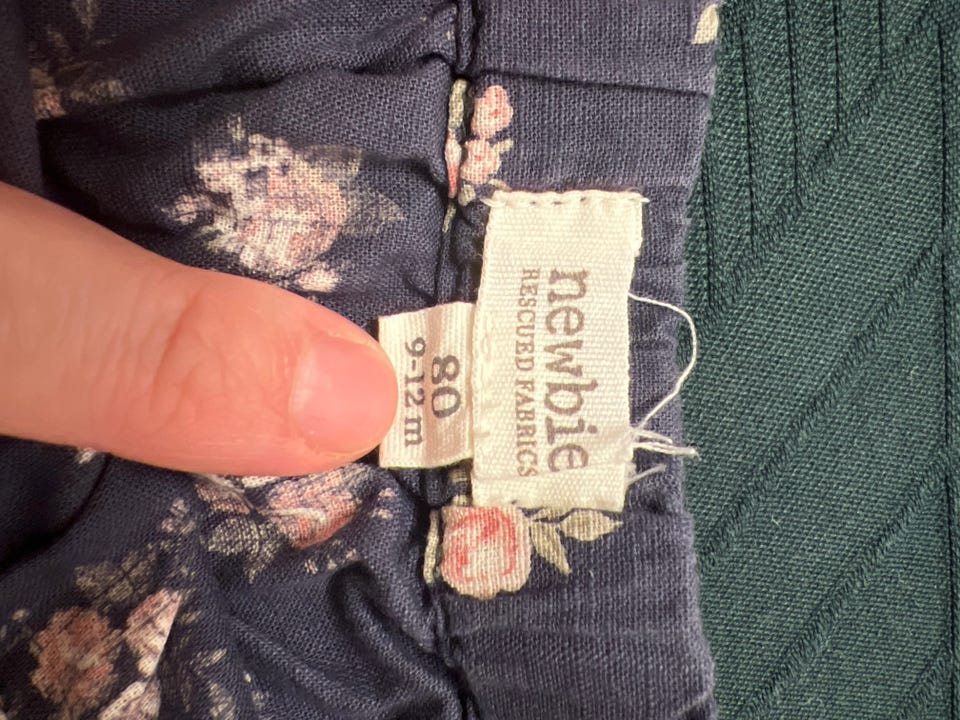 newbie
RESCUED FABRICS
80
9-12 m